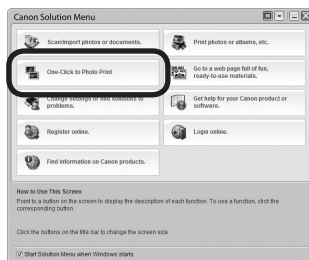 Canon Solution Menu
Scan/Import photos or documents.
Print photos or albums, etc.
One-Click to Photo Print
Go to a web page full of fun,
ready-to-use materials.
Change settings or find solutions to
problems.
Get help for your Canon product or
software.
Register online.
Login online.
Find information on Canon products.
How to Use This Screen
Point to a button on the screen to display the description of each function. To use a function, click the
corresponding button.
Click the buttons on the title bar to change the screen size.
Start Solution Menu when Windows starts